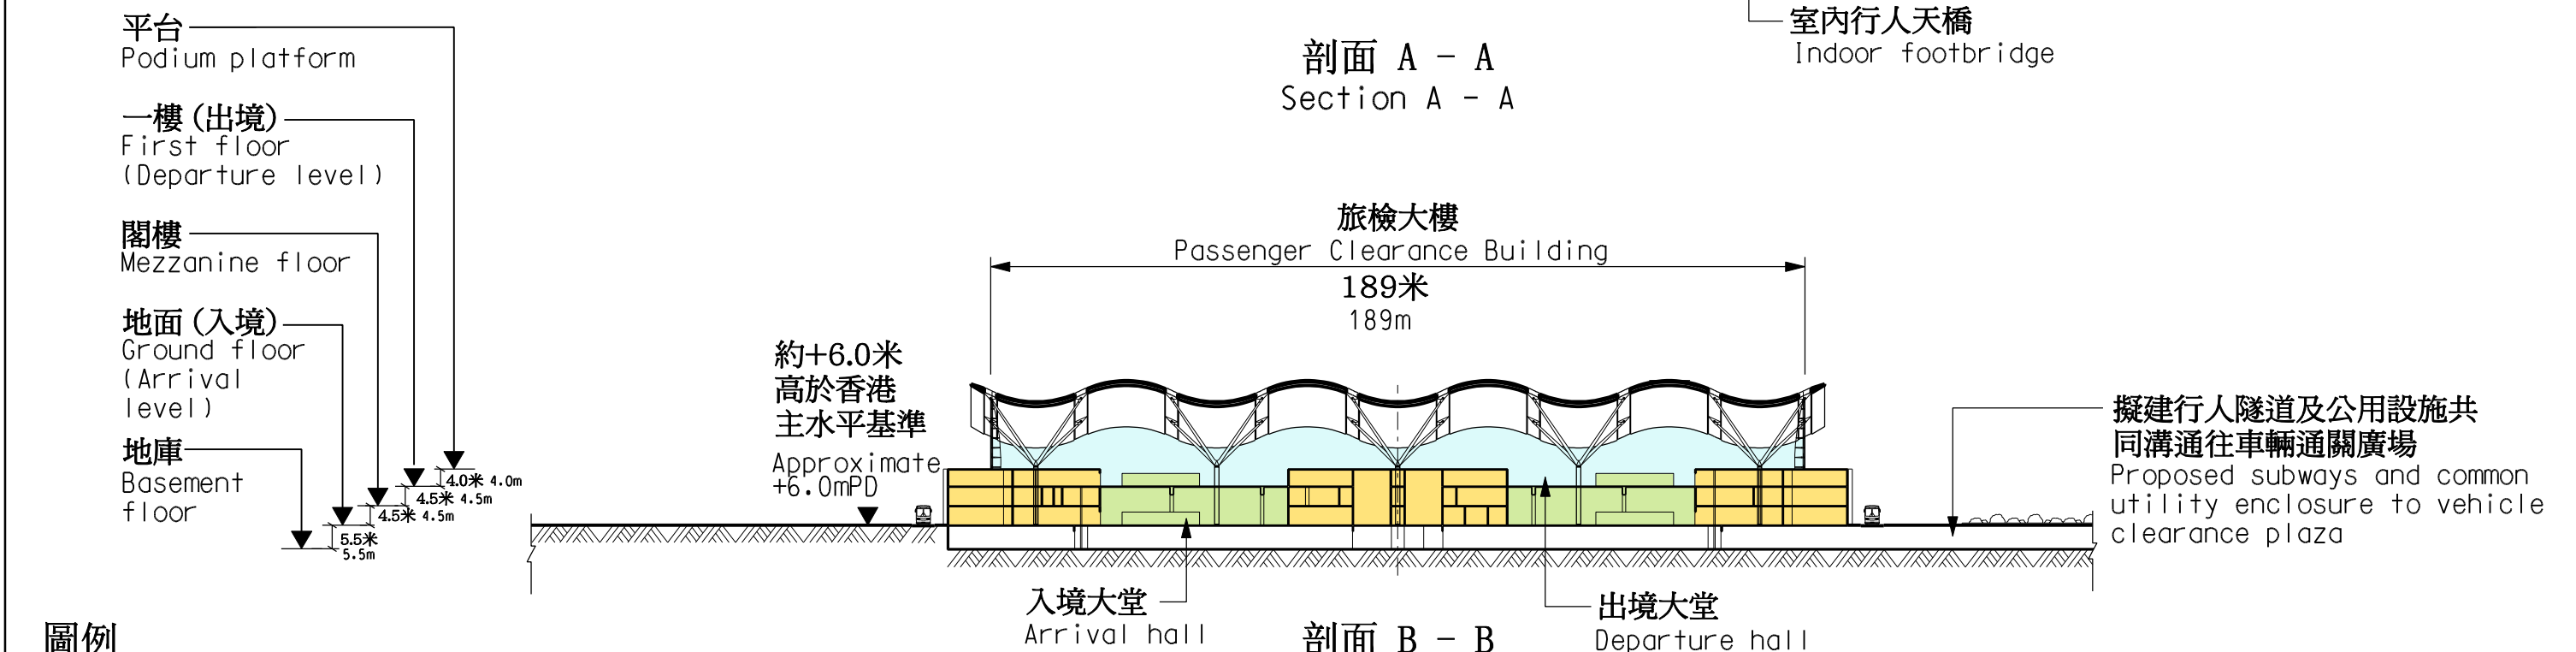 平台
Podium platform
一樓(出境)
First floor
(Departure level)
閣樓
Mezzanine floor
地面(入境)
Ground floor
(Arrival
level)
地庫
Basement
floor
4.0米 4.0m
4.5米 4.5m
4.5米 4.5m
5.5米
5.5m
圖例
剖面 A - A
Section A - A
室內行人天橋
Indoor footbridge
旅檢大樓
Passenger Clearance Building
189米
189m
約+6.0米
高於香港
主水平基準
Approximate
+6.0mPD
擬建行人隧道及公用設施共
同溝通往車輛通關廣場
Proposed subways and common
utility enclosure to vehicle
clearance plaza
入境大堂
Arrival hall
出境大堂
Departure hall
剖面 B - B